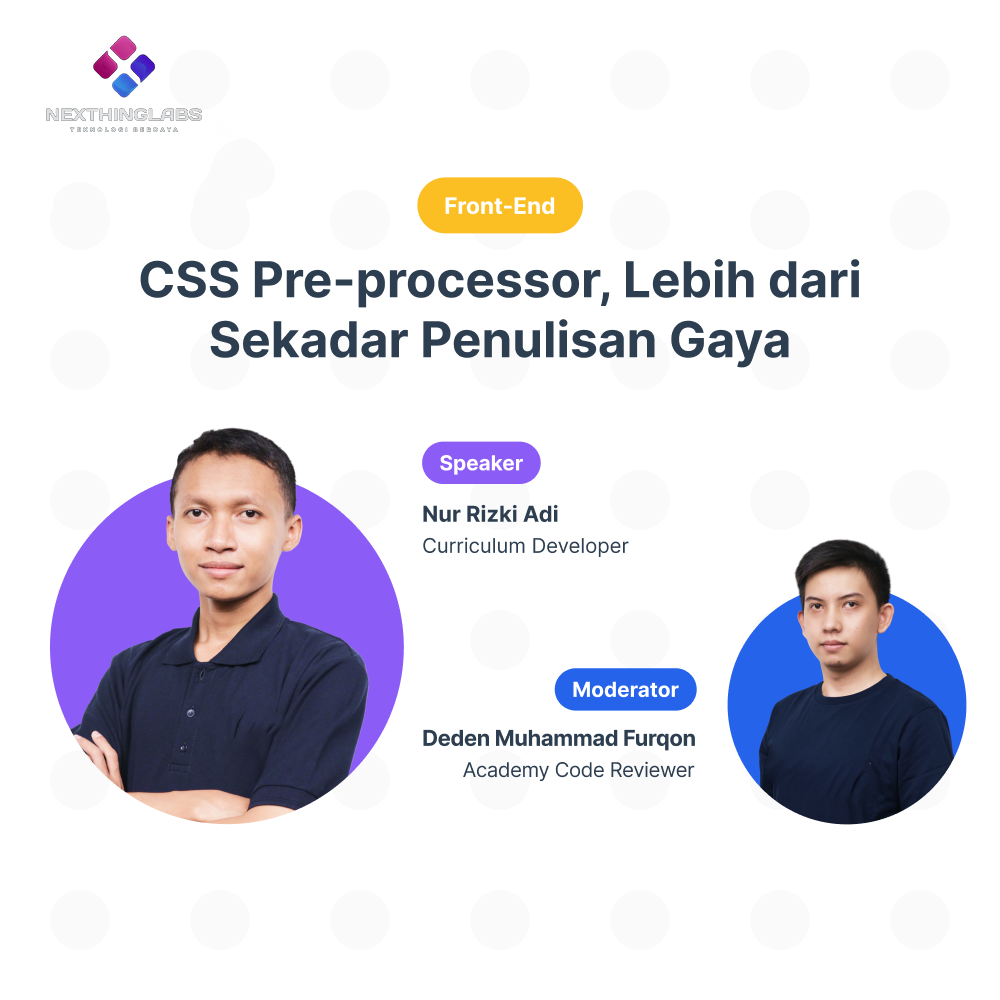 NEXTHINGLABS
TEKNOLOGI BERDAYA
Front-End
CSS Pre-processor, Lebih dari
Sekadar Penulisan Gaya
Speaker
Nur Rizki Adi
Curriculum Developer
Moderator
Deden Muhammad Furqon
Academy Code Reviewer